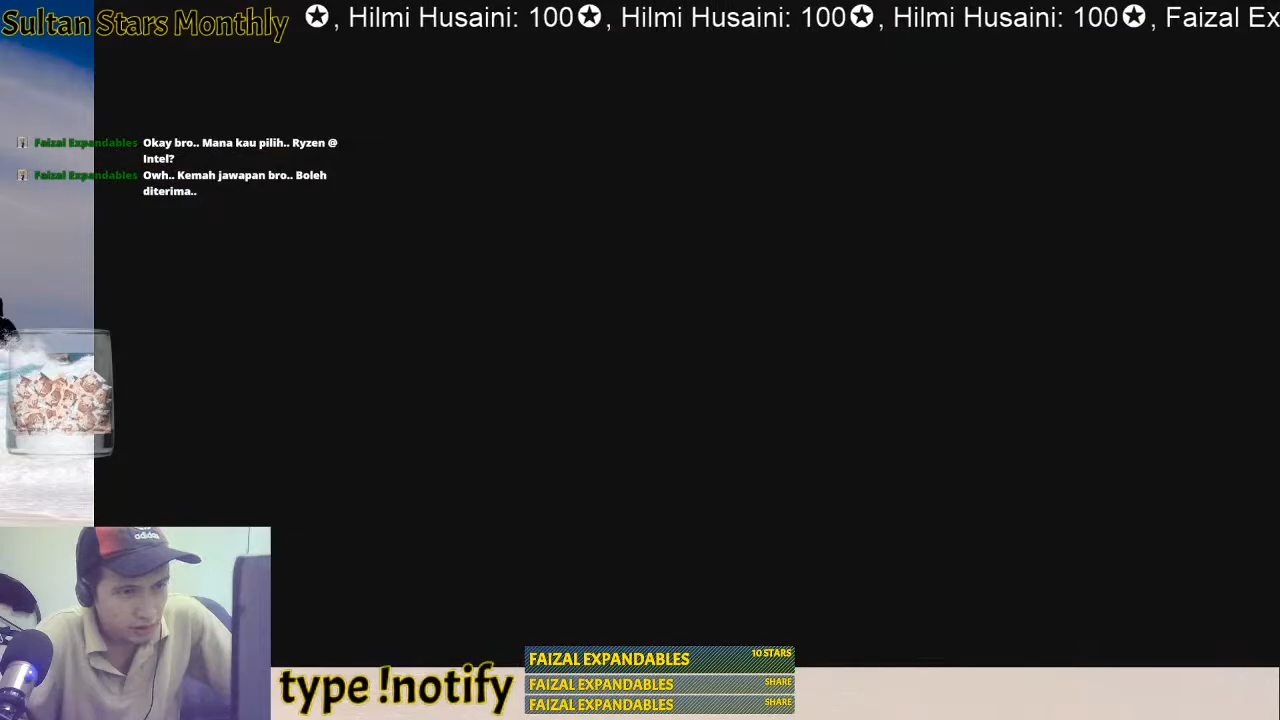 Sultan Stars Monthly
✪, Hilmi Husaini: 100✪, Hilmi Husaini: 100✪, Hilmi Husaini: 100✪, Faizal Ex
Faizal Expandables Okay bro.. Mana kau pilih.. Ryzen @
Intel?
Faizal Expandables Owh.. Kemah jawapan bro.. Boleh
diterima..
adidas
type !notify
FAIZAL EXPANDABLES 10 STARS
FAIZAL EXPANDABLES SHARE
FAIZAL EXPANDABLES SHARE